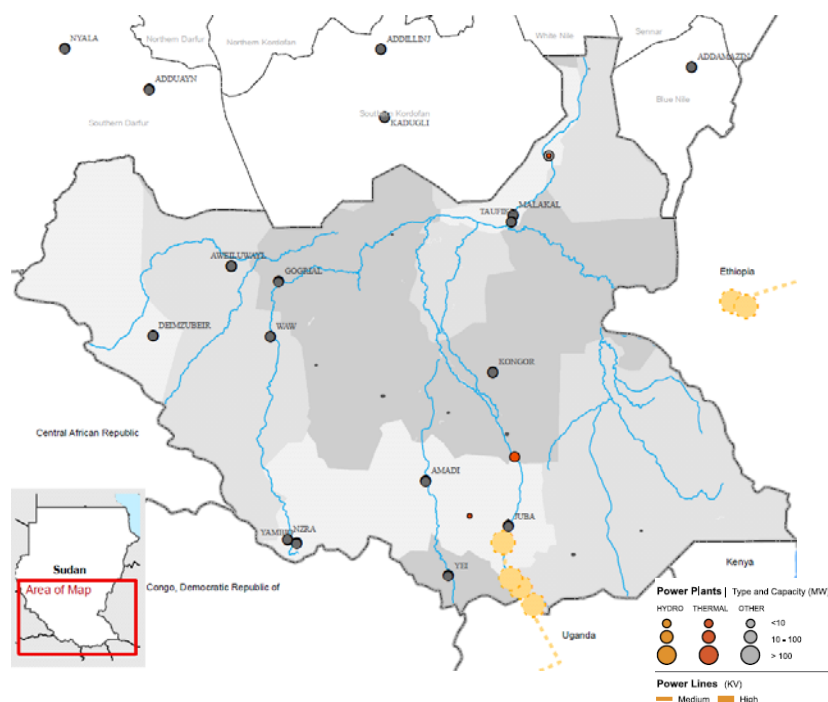 NYALA
Northern Darfur
Northern Kordofan
ADDILLINJ
White Nile
Sennar
ADDAMAZIN
ADDUAYN
Blue Nile
Southern Darfur
Southern Kordofan
KADUGLI
MALAKAL
TAUFIK
AWEILUWAYL
GOGRIAL
Ethiopia
DEIMZUBEIR
WAW
KONGOR
Central African Republic
AMADI
JUBA
NZRA
YEI
Kenya
Sudan
Area of Map
Congo, Democratic Republic of
Uganda
Power Plants | Type and Capacity (MW)
HYDRO THERMAL OTHER
<10
10 - 100
> 100
Power Lines (KV)
Medium High